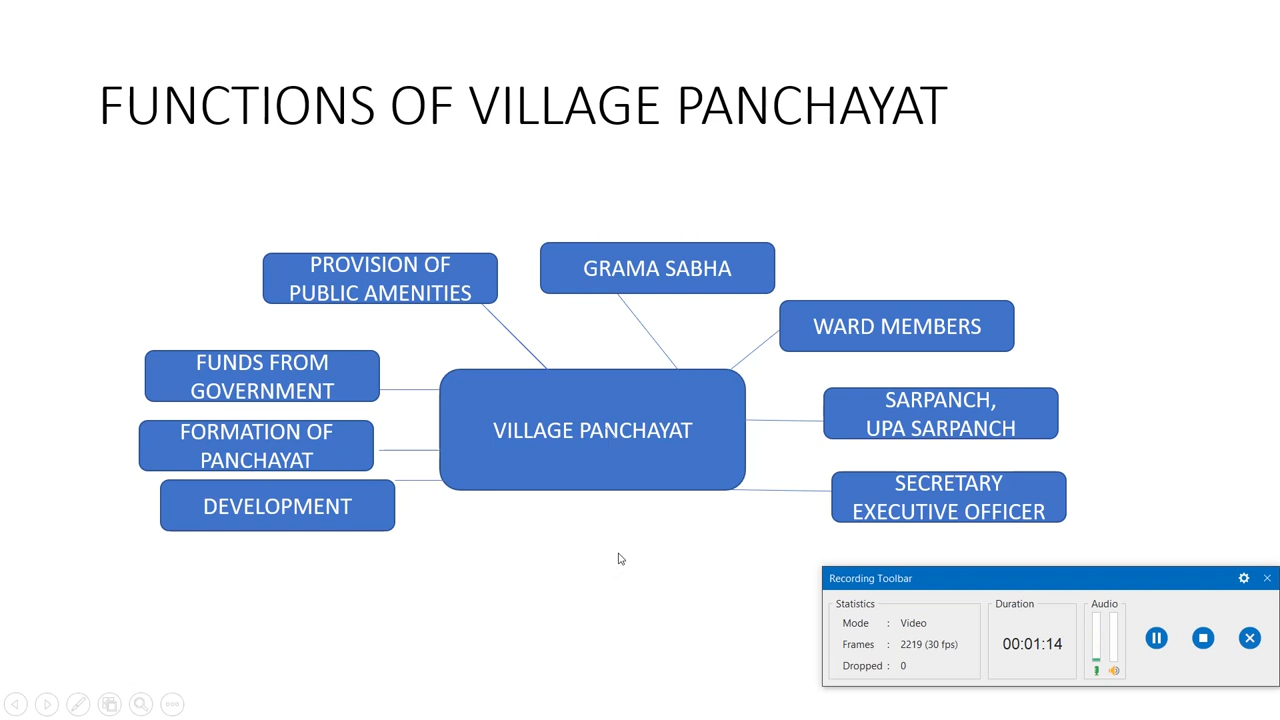 FUNCTIONS OF VILLAGE PANCHAYAT
PROVISION OF
PUBLIC AMENITIES
GRAMA SABHA
WARD MEMBERS
FUNDS FROM
GOVERNMENT
SARPANCH,
UPA SARPANCH
VILLAGE PANCHAYAT
FORMATION OF
PANCHAYAT
SECRETARY
EXECUTIVE OFFICER
DEVELOPMENT
Recording Toolbar
Statistics
Mode : Video
Frames : 2219 (30 fps)
Dropped : 0
Duration
00:01:14
Audio